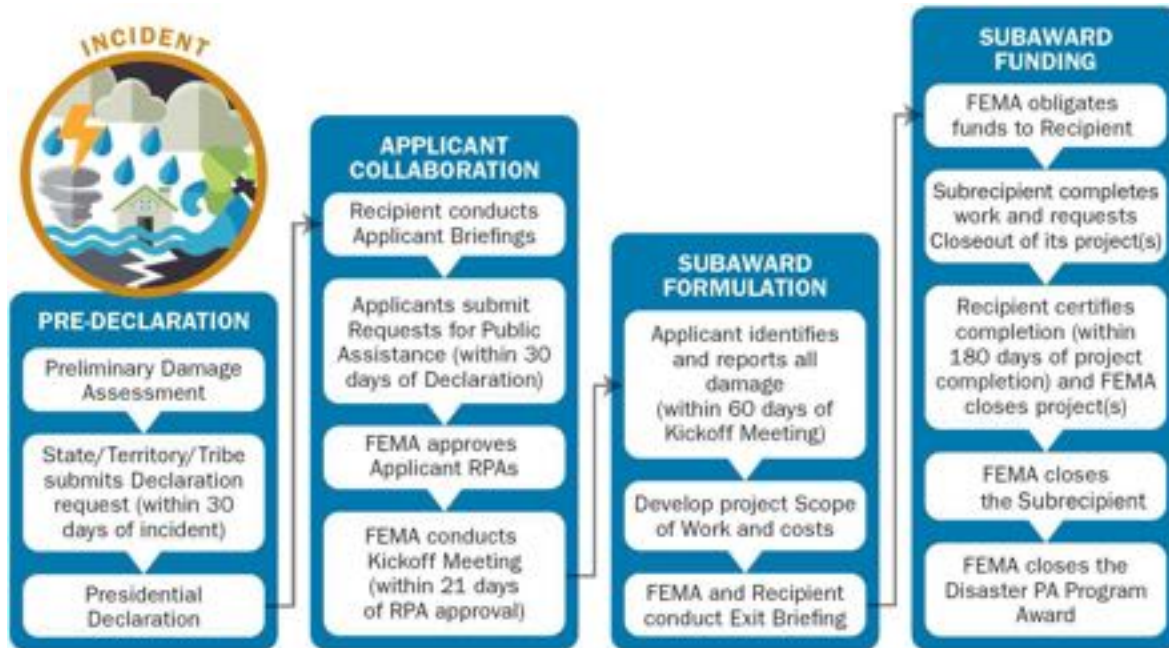 INCIDENT
PRE-DECLARATION
Preliminary Damage
Assessment
State/Territory/Tribe
submits Declaration
request (within 30
days of incident)
Presidential
Declaration
APPLICANT
COLLABORATION
Recipient conducts
Applicant Briefings
Applicants submit
Requests for Public
Assistance (within 30
days of Declaration)
FEMA approves
Applicant RPAs
FEMA conducts
Kickoff Meeting
(within 21 days
of RPA approval)
SUBAWARD
FORMULATION
Applicant identifies
and reports all
damage
(within 60 days of
Kickoff Meeting)
Develop project Scope
of Work and costs
FEMA and Recipient
conduct Exit Briefing
SUBAWARD
FUNDING
FEMA obligates
funds to Recipient
Subrecipient completes
work and requests
Closeout of its project(s)
Recipient certifies
completion (within
180 days of project
completion) and FEMA
closes project(s)
FEMA closes
the Subrecipient
FEMA closes the
Disaster PA Program
Award